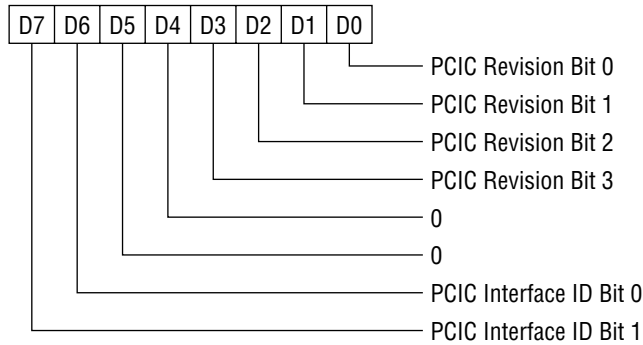 D7 D6 D5 D4 D3 D2 D1 D0
PCIC Revision Bit 0
PCIC Revision Bit 1
PCIC Revision Bit 2
PCIC Revision Bit 3
0
0
PCIC Interface ID Bit 0
PCIC Interface ID Bit 1